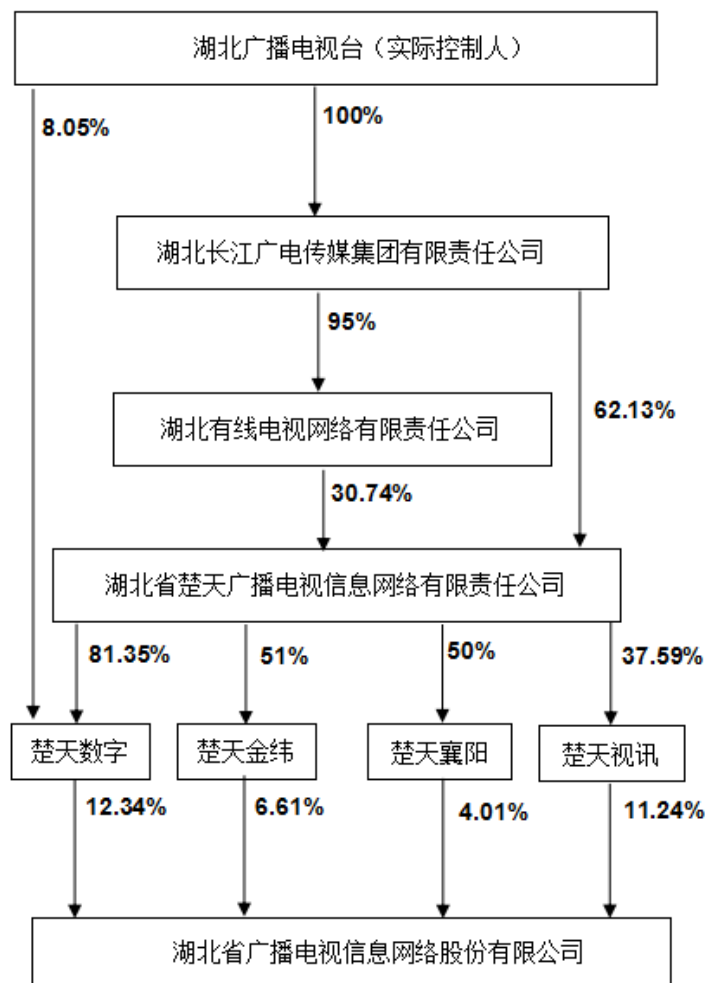 湖北广播电视台（实际控制人）
8.05%
100%
湖北长江广电传媒集团有限责任公司
95%
62.13%
湖北有线电视网络有限责任公司
30.74%
湖北省楚天广播电视信息网络有限责任公司
81.35%
51%
50%
37.59%
楚天数字
楚天金纬
楚天襄阳
楚天视讯
12.34%
6.61%
4.01%
11.24%
湖北省广播电视信息网络股份有限公司